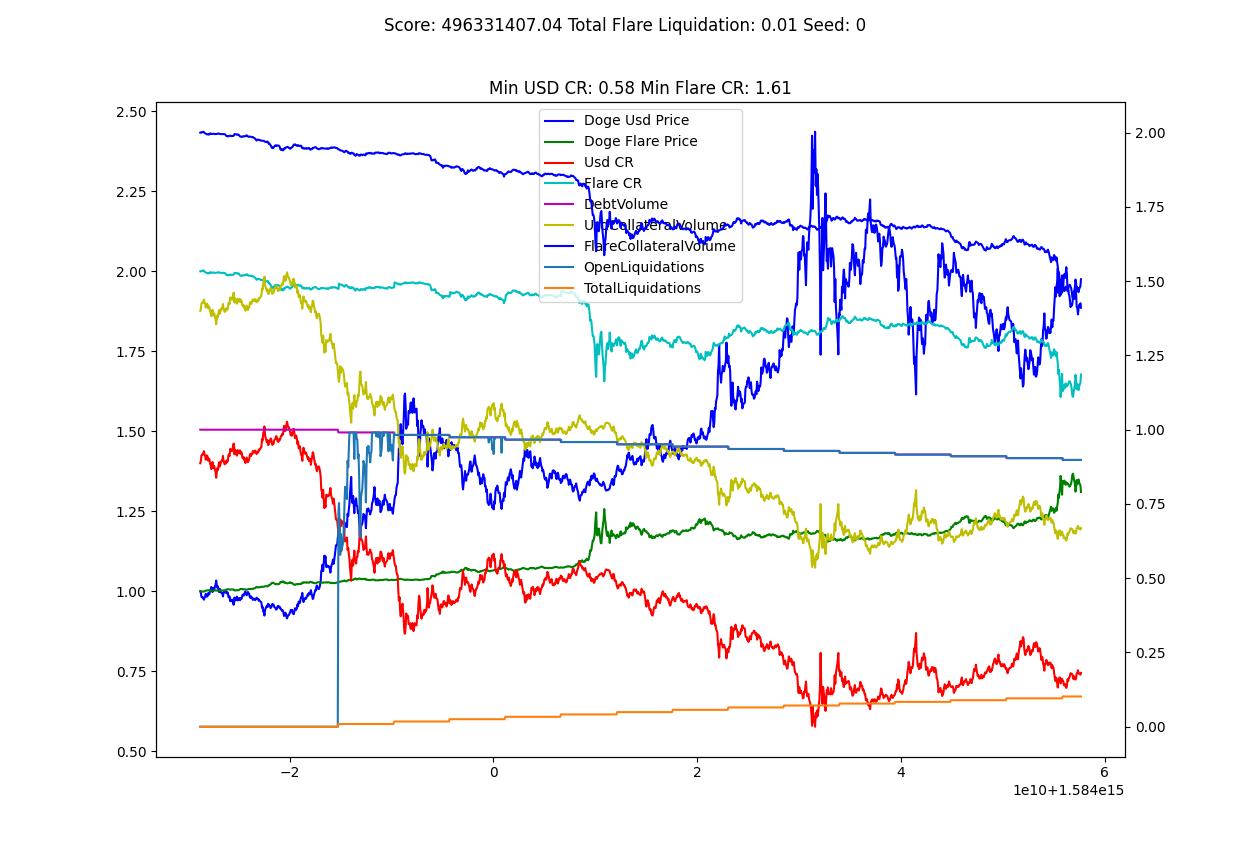 Score: 496331407.04 Total Flare Liquidation: 0.01 Seed: 0
Min USD CR: 0.58 Min Flare CR: 1.61
2.50
2.25
2.00
1.75
1.50
1.25
1.00
0.75
0.50
2.00
1.75
1.50
1.25
1.00
0.75
0.50
0.25
0.00
Doge Usd Price
Doge Flare Price
Usd CR
Flare CR
DebtVolume
FlareCollateralVolume
OpenLiquidations
TotalLiquidations
−2 0 2 4 6
1e10+1.584e15